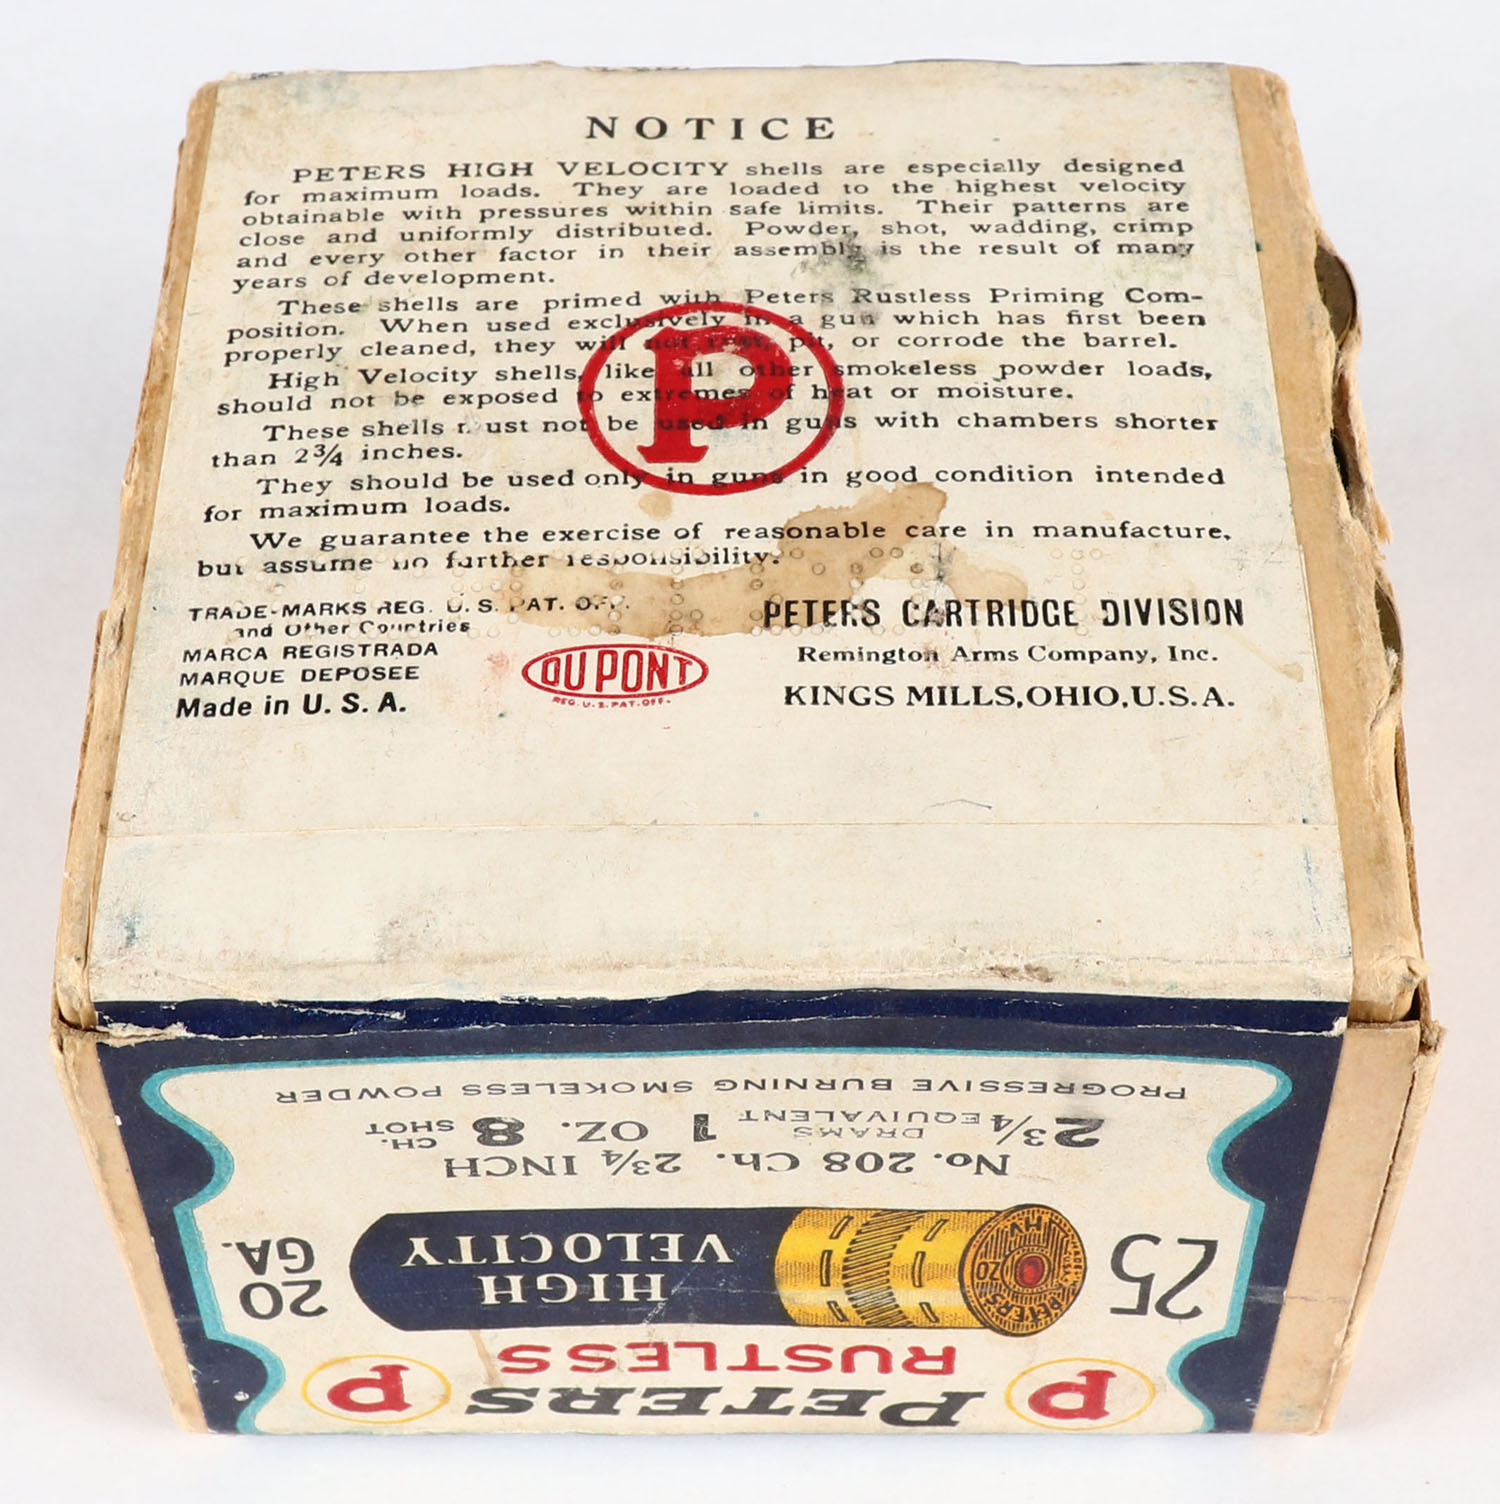 NOTICE
PETERS HIGH VELOCITY shells are especially designed
for maximum loads. They are loaded to the highest velocity
obtainable with pressures within safe limits. Their patterns are
close and uniformly distributed. Powder, shot, wadding, crimp
and every other factor in their assembly is the result of many
years of development.
These shells are primed with Peters Rustless Priming Com-
position. When used exclusively in a gun which has first been
properly cleaned, they will not rust, pit, or corrode the barrel.
High Velocity shells, like all other smokeless powder loads,
should not be exposed to extremes of heat or moisture.
These shells must not be used in guns with chambers shorter
than 2¾ inches.
They should be used only in guns in good condition intended
for maximum loads.
We guarantee the exercise of reasonable care in manufacture,
but assume no further responsibility.
P
TRADE-MARKS REG. U. S. PAT. OFF.
and Other Countries
MARCA REGISTRADA
MARQUE DEPOSEE
Made in U. S. A.
DU PONT
REG. U.S. PAT. OFF.
PETERS CARTRIDGE DIVISION
Remington Arms Company, Inc.
KINGS MILLS, OHIO, U.S.A.
P PETERS P
RUSTLESS
25
PETERS HV 20 MADE IN U.S.A.
HIGH
VELOCITY
20
GA.
No. 208 Ch. 2¾ INCH
2¾ DRAMS EQUIVALENT 1 OZ. 8 CH. SHOT
PROGRESSIVE BURNING SMOKELESS POWDER